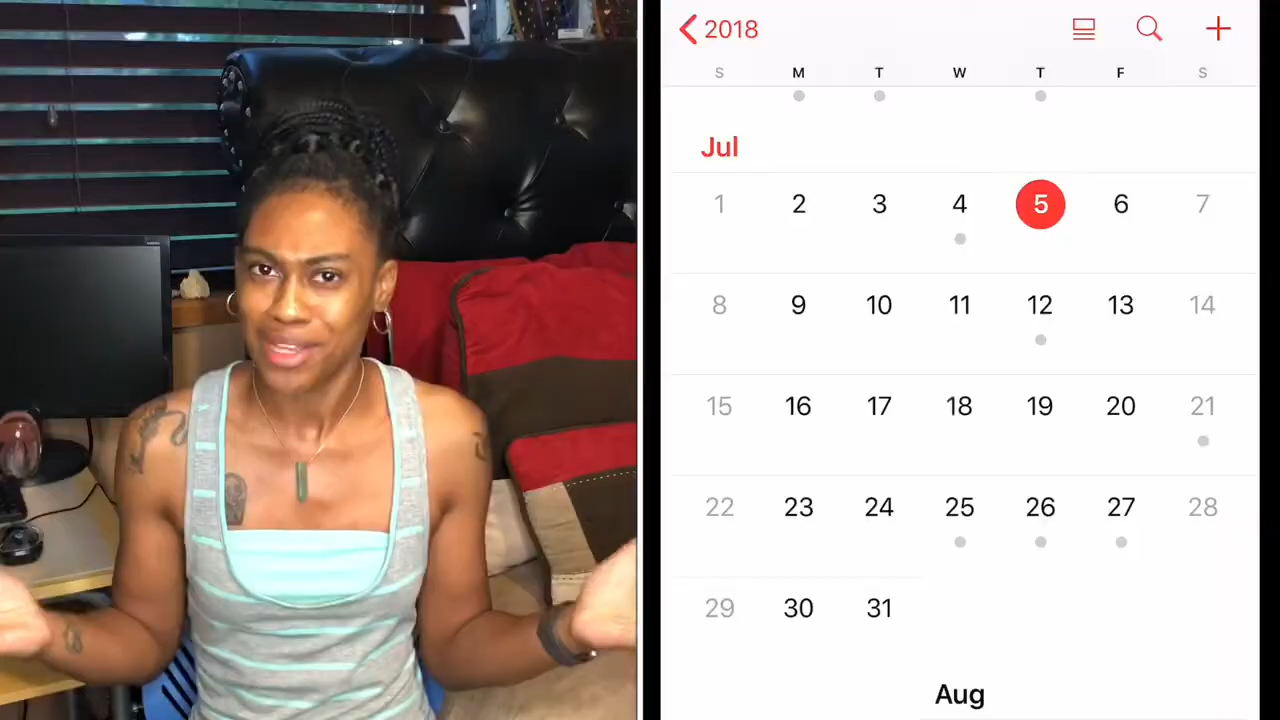 2018
S M T W T F S
Jul
1 2 3 4 5 6 7
8 9 10 11 12 13 14
15 16 17 18 19 20 21
22 23 24 25 26 27 28
29 30 31
Aug